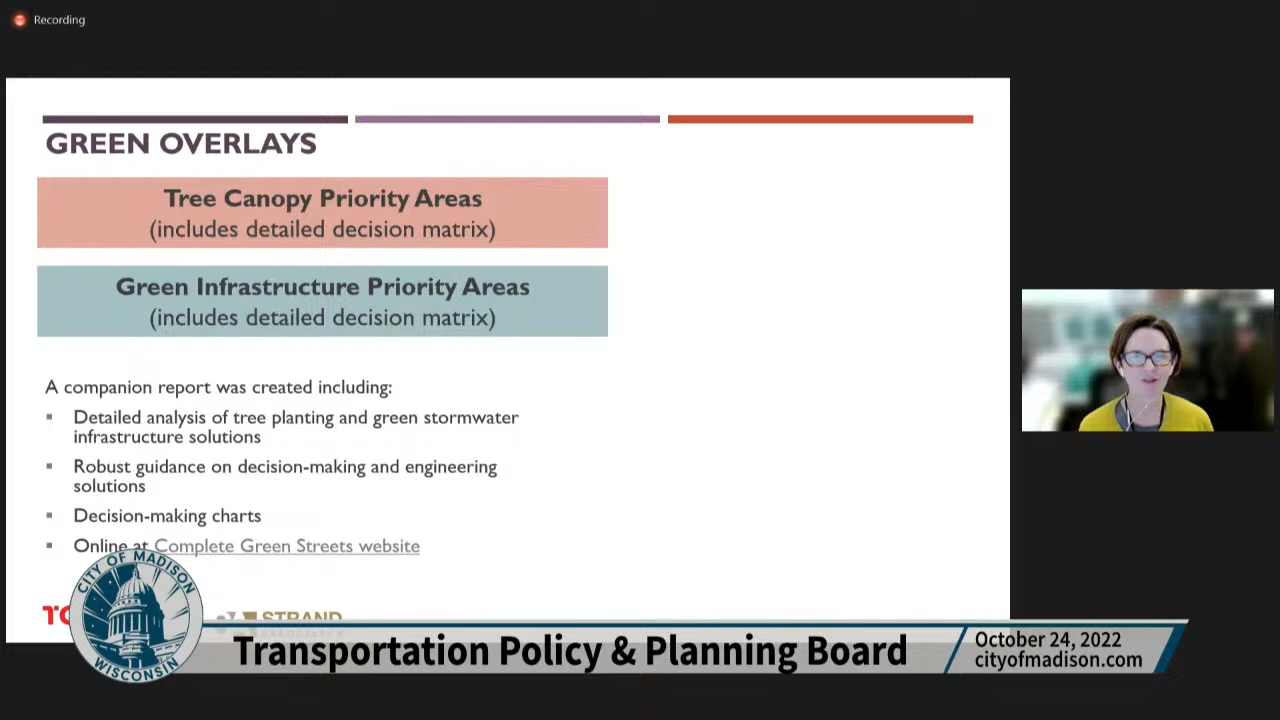 Recording
GREEN OVERLAYS
Tree Canopy Priority Areas
(includes detailed decision matrix)
Green Infrastructure Priority Areas
(includes detailed decision matrix)
A companion report was created including:
▪ Detailed analysis of tree planting and green stormwater
infrastructure solutions
▪ Robust guidance on decision-making and engineering
solutions
▪ Decision-making charts
▪ Online at Complete Green Streets website
STRAND
CITY OF MADISON
WISCONSIN
Transportation Policy & Planning Board
October 24, 2022
cityofmadison.com